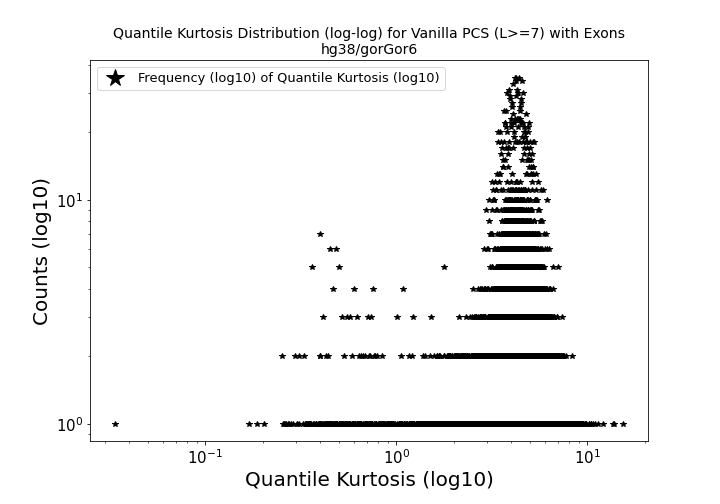 Quantile Kurtosis Distribution (log-log) for Vanilla PCS (L>=7) with Exons
hg38/gorGor6
Frequency (log10) of Quantile Kurtosis (log10)
Counts (log10)
10¹
10⁰
10⁻¹
10⁰
10¹
Quantile Kurtosis (log10)